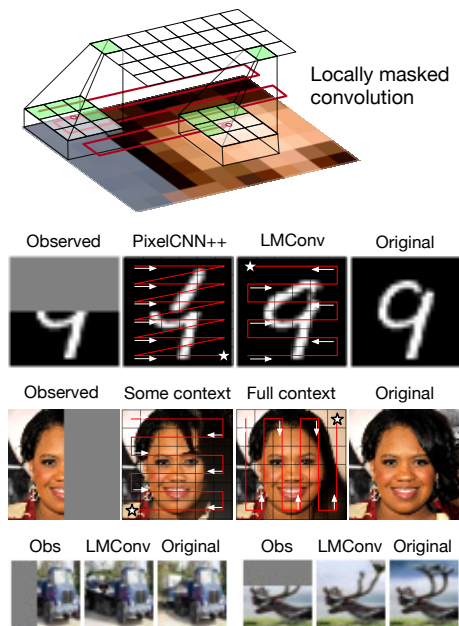 Locally masked
convolution
Observed PixelCNN++ LMConv Original
Observed Some context Full context Original
Obs LMConv Original Obs LMConv Original